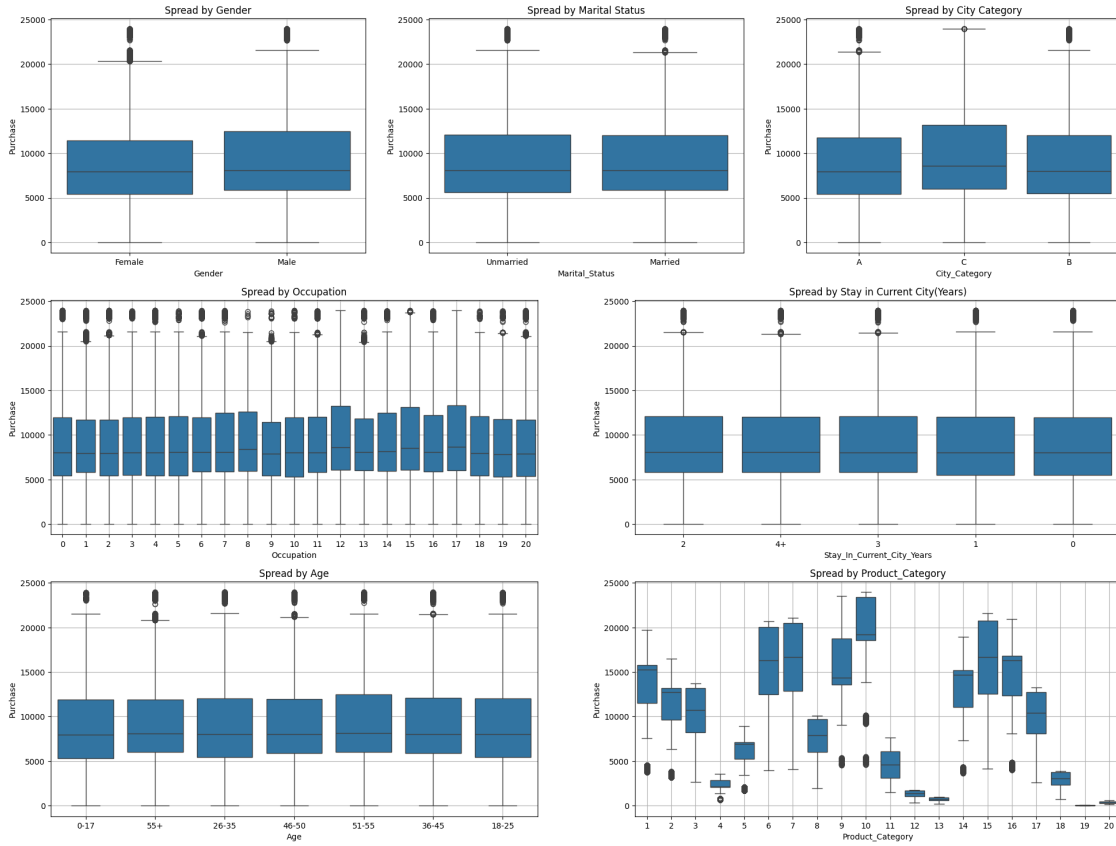 Spread by Gender
25000
20000
15000
10000
5000
0
Purchase
Female Male
Gender
Spread by Marital Status
25000
20000
15000
10000
5000
0
Purchase
Unmarried Married
Marital_Status
Spread by City Category
25000
20000
15000
10000
5000
0
Purchase
A C B
City_Category
Spread by Occupation
25000
20000
15000
10000
5000
0
Purchase
0 1 2 3 4 5 6 7 8 9 10 11 12 13 14 15 16 17 18 19 20
Occupation
Spread by Stay in Current City(Years)
25000
20000
15000
10000
5000
0
Purchase
2 4+ 3 1 0
Stay_In_Current_City_Years
Spread by Age
25000
20000
15000
10000
5000
0
Purchase
0-17 55+ 26-35 46-50 51-55 36-45 18-25
Age
Spread by Product_Category
25000
20000
15000
10000
5000
0
Purchase
1 2 3 4 5 6 7 8 9 10 11 12 13 14 15 16 17 18 19 20
Product_Category